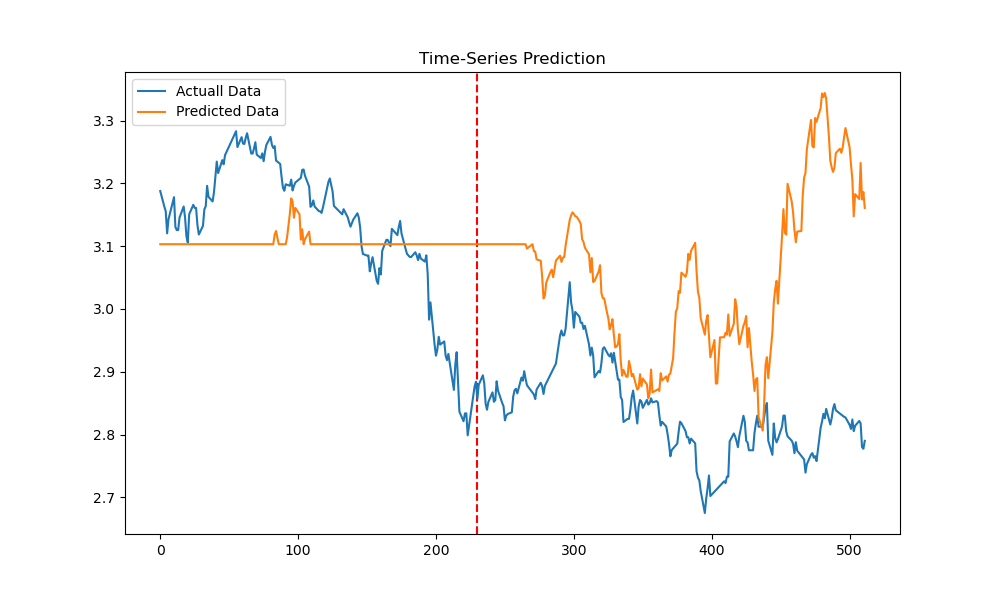 Time-Series Prediction
Actuall Data
Predicted Data
3.3
3.2
3.1
3.0
2.9
2.8
2.7
0 100 200 300 400 500